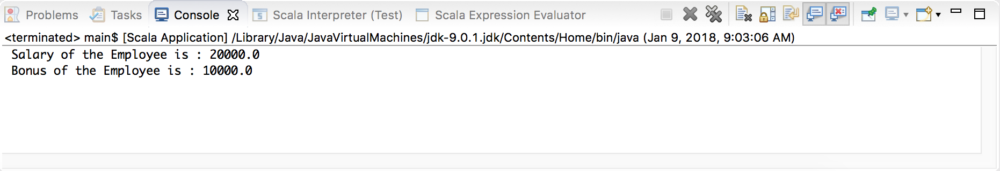 Problems Tasks Console Scala Interpreter (Test) Scala Expression Evaluator
<terminated> main$ [Scala Application] /Library/Java/JavaVirtualMachines/jdk-9.0.1.jdk/Contents/Home/bin/java (Jan 9, 2018, 9:03:06 AM)
Salary of the Employee is : 20000.0
Bonus of the Employee is : 10000.0